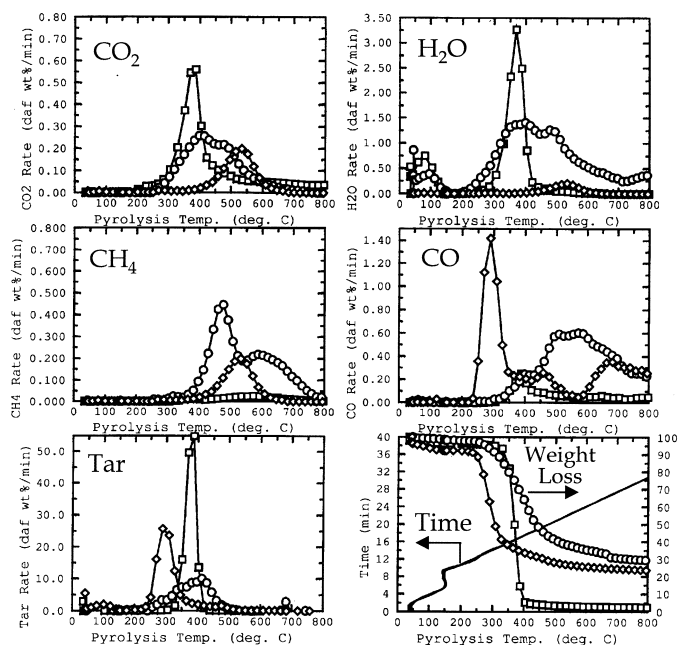 CO2
CO2 Rate (daf wt%/min)
0.80
0.70
0.60
0.50
0.40
0.30
0.20
0.10
0.00
0 100 200 300 400 500 600 700 800
Pyrolysis Temp. (deg. C)
H2O
H2O Rate (daf wt%/min)
3.50
3.00
2.50
2.00
1.50
1.00
0.50
0.00
0 100 200 300 400 500 600 700 800
Pyrolysis Temp. (deg. C)
CH4
CH4 Rate (daf wt%/min)
0.800
0.700
0.600
0.500
0.400
0.300
0.200
0.100
0.000
0 100 200 300 400 500 600 700 800
Pyrolysis Temp. (deg. C)
CO
CO Rate (daf wt%/min)
1.40
1.20
1.00
0.80
0.60
0.40
0.20
0.00
0 100 200 300 400 500 600 700 800
Pyrolysis Temp. (deg. C)
Tar
Tar Rate (daf wt%/min)
50.0
40.0
30.0
20.0
10.0
0.0
0 100 200 300 400 500 600 700 800
Pyrolysis Temp. (deg. C)
Weight
Loss
Time
Time (min)
40
36
32
28
24
20
16
12
8
4
0
100
90
80
70
60
50
40
30
20
10
0
0 100 200 300 400 500 600 700 800
Pyrolysis Temp. (deg. C)